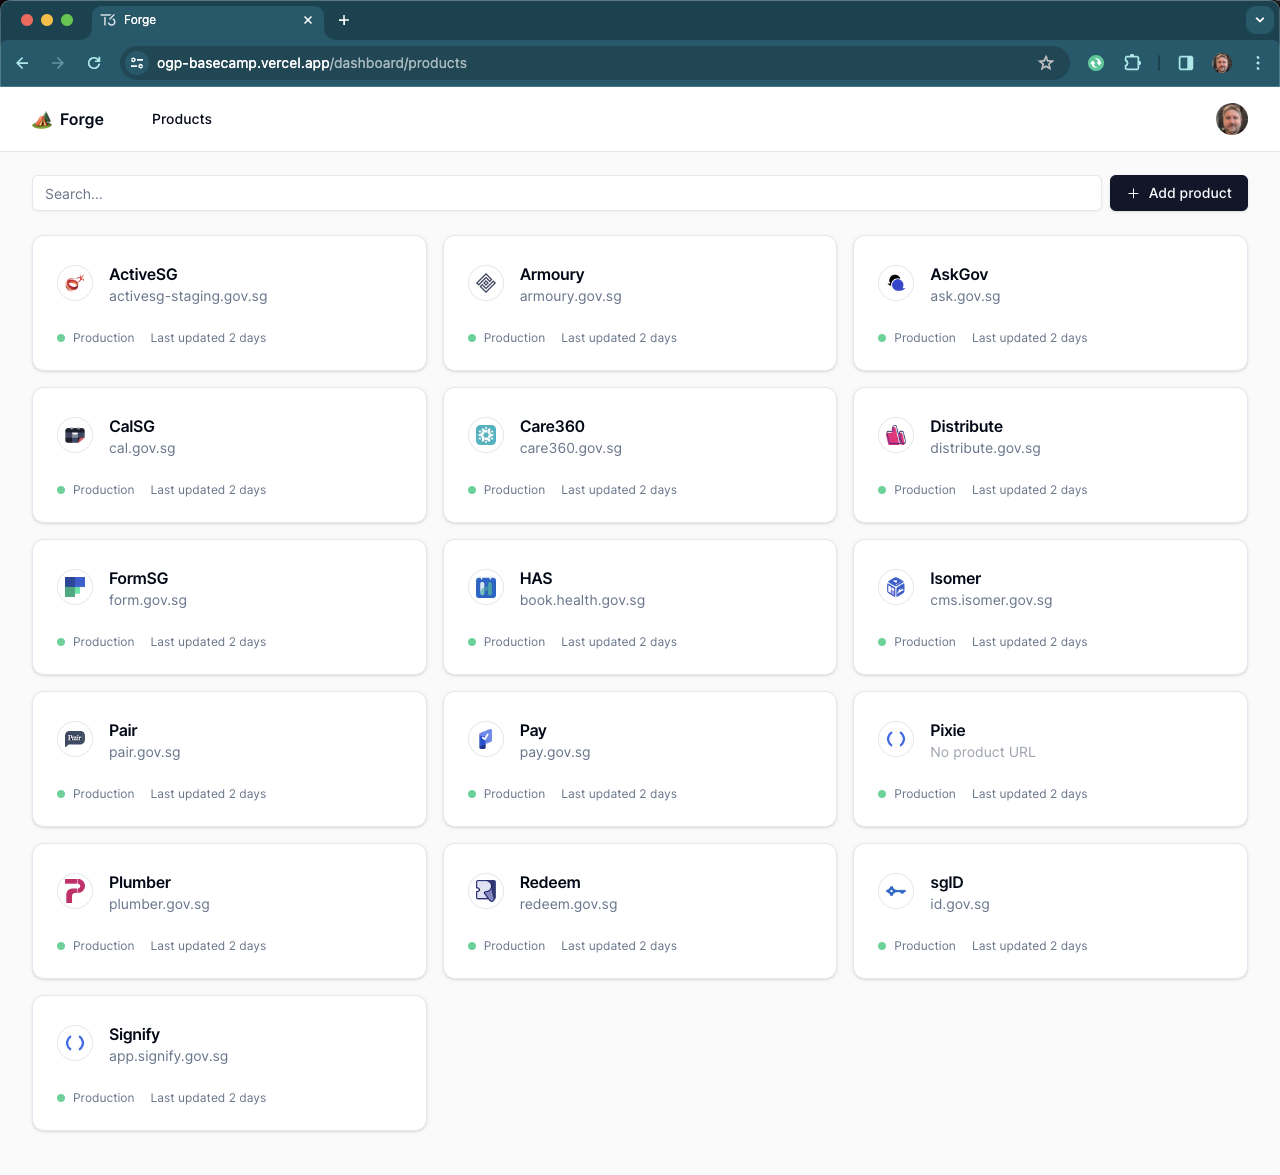 Forge
ogp-basecamp.vercel.app/dashboard/products
Forge
Products
Search...
Add product
ActiveSG
activesg-staging.gov.sg
Production Last updated 2 days
Armoury
armoury.gov.sg
Production Last updated 2 days
AskGov
ask.gov.sg
Production Last updated 2 days
CalSG
cal.gov.sg
Production Last updated 2 days
Care360
care360.gov.sg
Production Last updated 2 days
Distribute
distribute.gov.sg
Production Last updated 2 days
FormSG
form.gov.sg
Production Last updated 2 days
HAS
book.health.gov.sg
Production Last updated 2 days
Isomer
cms.isomer.gov.sg
Production Last updated 2 days
Pair
Pair
pair.gov.sg
Production Last updated 2 days
Pay
pay.gov.sg
Production Last updated 2 days
Pixie
No product URL
Production Last updated 2 days
Plumber
plumber.gov.sg
Production Last updated 2 days
Redeem
redeem.gov.sg
Production Last updated 2 days
sgID
id.gov.sg
Production Last updated 2 days
Signify
app.signify.gov.sg
Production Last updated 2 days